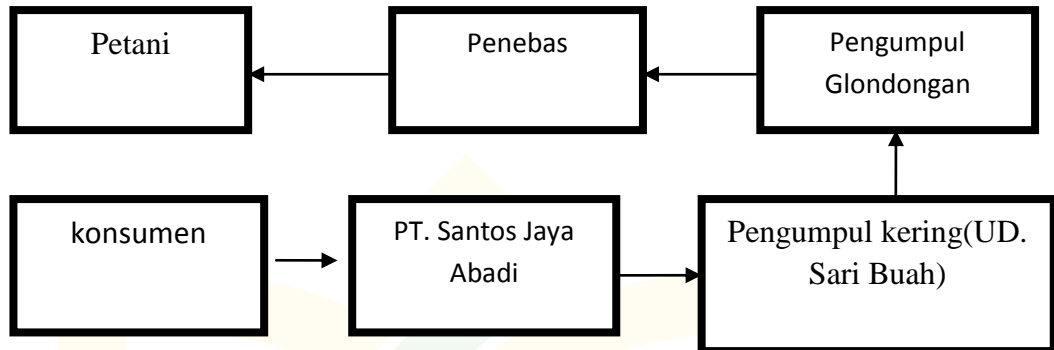 Petani
Penebas
Pengumpul
Glondongan
konsumen
PT. Santos Jaya
Abadi
Pengumpul kering(UD.
Sari Buah)